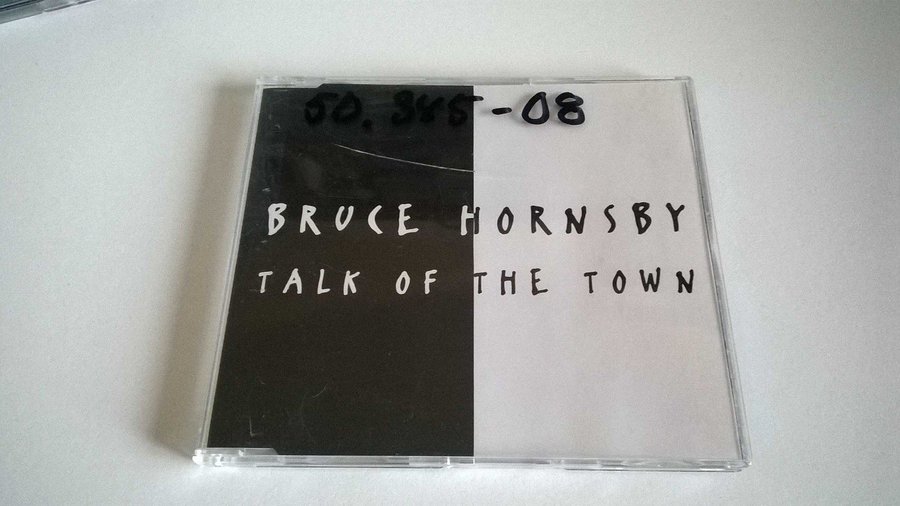 50.345-08
BRUCE HORNSBY
TALK OF THE TOWN